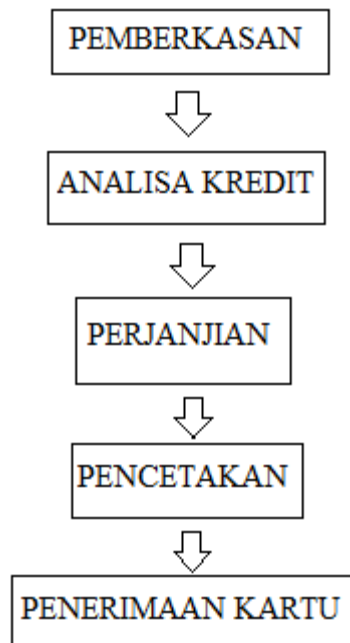 PEMBERKASAN
ANALISA KREDIT
PERJANJIAN
PENCETAKAN
PENERIMAAN KARTU